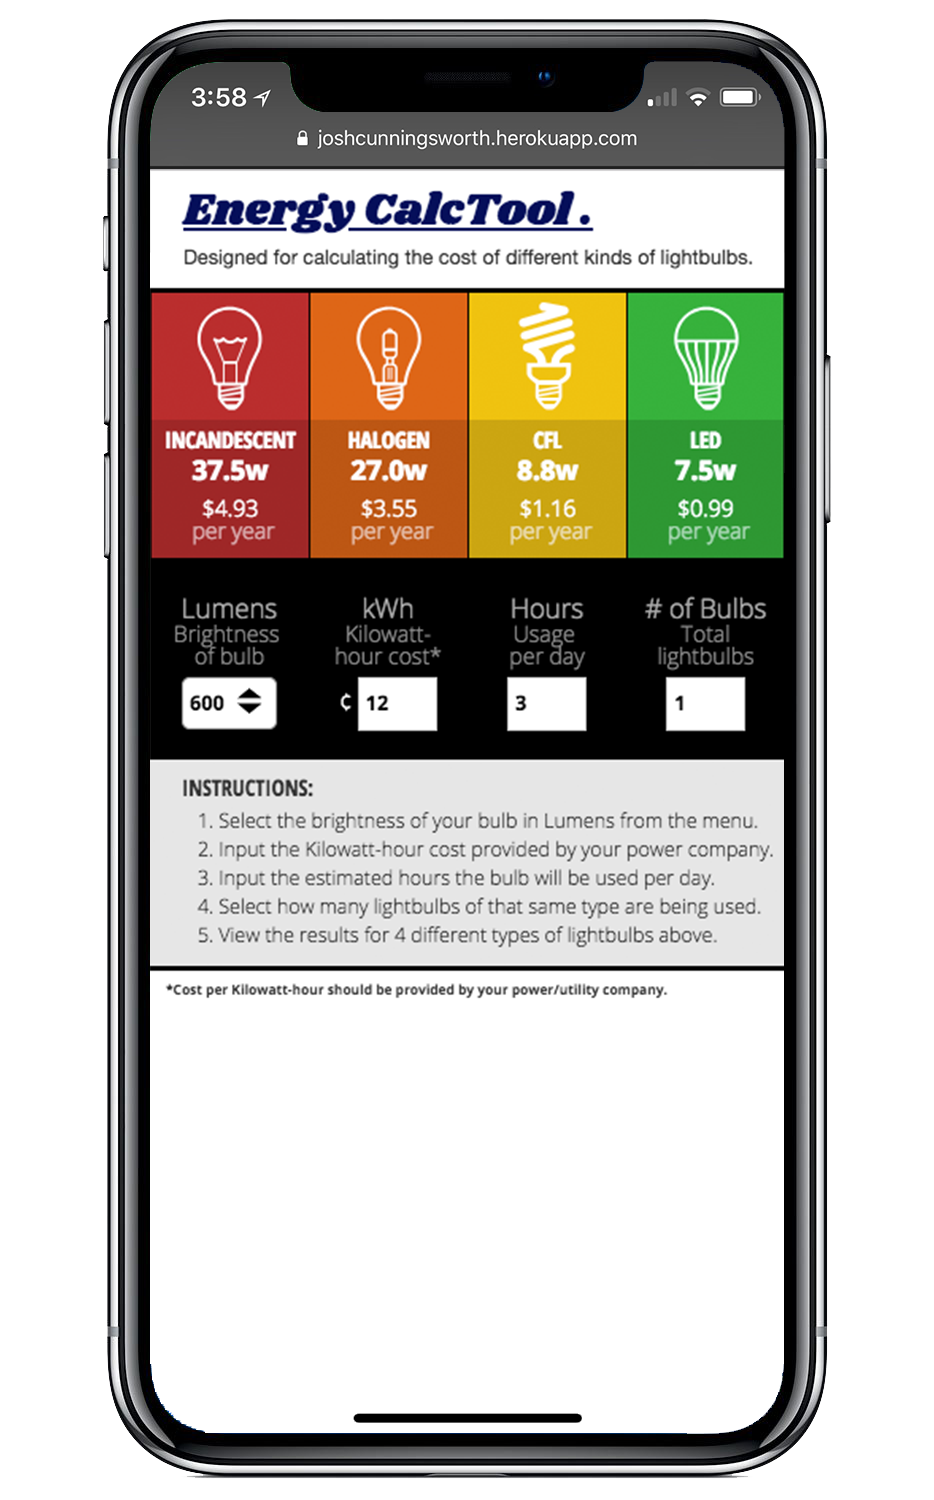 3:58
joshcunningsworth.herokuapp.com
Energy CalcTool.
Designed for calculating the cost of different kinds of lightbulbs.
INCANDESCENT HALOGEN CFL LED
37.5w 27.0w 8.8w 7.5w
$4.93 $3.55 $1.16 $0.99
per year per year per year per year
Lumens kWh Hours # of Bulbs
Brightness Kilowatt- Usage Total
of bulb hour cost* per day lightbulbs
600 ¢ 12 3 1
INSTRUCTIONS:
1. Select the brightness of your bulb in Lumens from the menu.
2. Input the Kilowatt-hour cost provided by your power company.
3. Input the estimated hours the bulb will be used per day.
4. Select how many lightbulbs of that same type are being used.
5. View the results for 4 different types of lightbulbs above.
*Cost per Kilowatt-hour should be provided by your power/utility company.